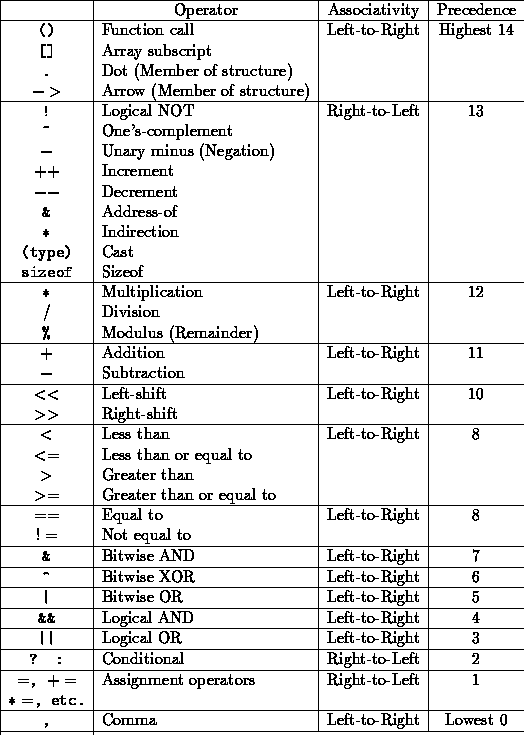 Operator Associativity Precedence
() Function call Left-to-Right Highest 14
[] Array subscript
. Dot (Member of structure)
−> Arrow (Member of structure)
! Logical NOT Right-to-Left 13
~ One's-complement
− Unary minus (Negation)
++ Increment
−− Decrement
& Address-of
* Indirection
(type) Cast
sizeof Sizeof
* Multiplication Left-to-Right 12
/ Division
% Modulus (Remainder)
+ Addition Left-to-Right 11
− Subtraction
<< Left-shift Left-to-Right 10
>> Right-shift
< Less than Left-to-Right 8
<= Less than or equal to
> Greater than
>= Greater than or equal to
== Equal to Left-to-Right 8
!= Not equal to
& Bitwise AND Left-to-Right 7
^ Bitwise XOR Left-to-Right 6
| Bitwise OR Left-to-Right 5
&& Logical AND Left-to-Right 4
|| Logical OR Left-to-Right 3
? : Conditional Right-to-Left 2
=, += Assignment operators Right-to-Left 1
*=, etc.
, Comma Left-to-Right Lowest 0